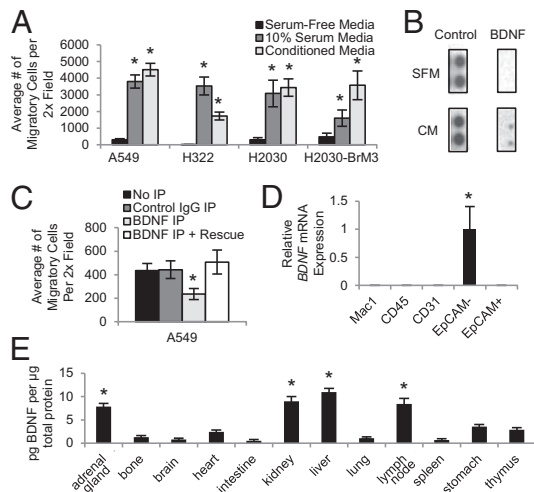 A
Serum-Free Media
10% Serum Media
Conditioned Media
Average # of
Migratory Cells per
2x Field
6000
5000
4000
3000
2000
1000
0
* * * * * * *
A549 H322 H2030 H2030-BrM3
B
Control BDNF
SFM
CM
C
No IP
Control IgG IP
BDNF IP
BDNF IP + Rescue
Average # of
Migratory Cells
Per 2x Field
800
600
400
200
0
*
A549
D
Relative
BDNF mRNA
Expression
1.5
1
0.5
0
*
Mac1 CD45 CD31 EpCAM- EpCAM+
E
pg BDNF per µg
total protein
15
10
5
0
* * * *
adrenal gland bone brain heart intestine kidney liver lung lymph node spleen stomach thymus